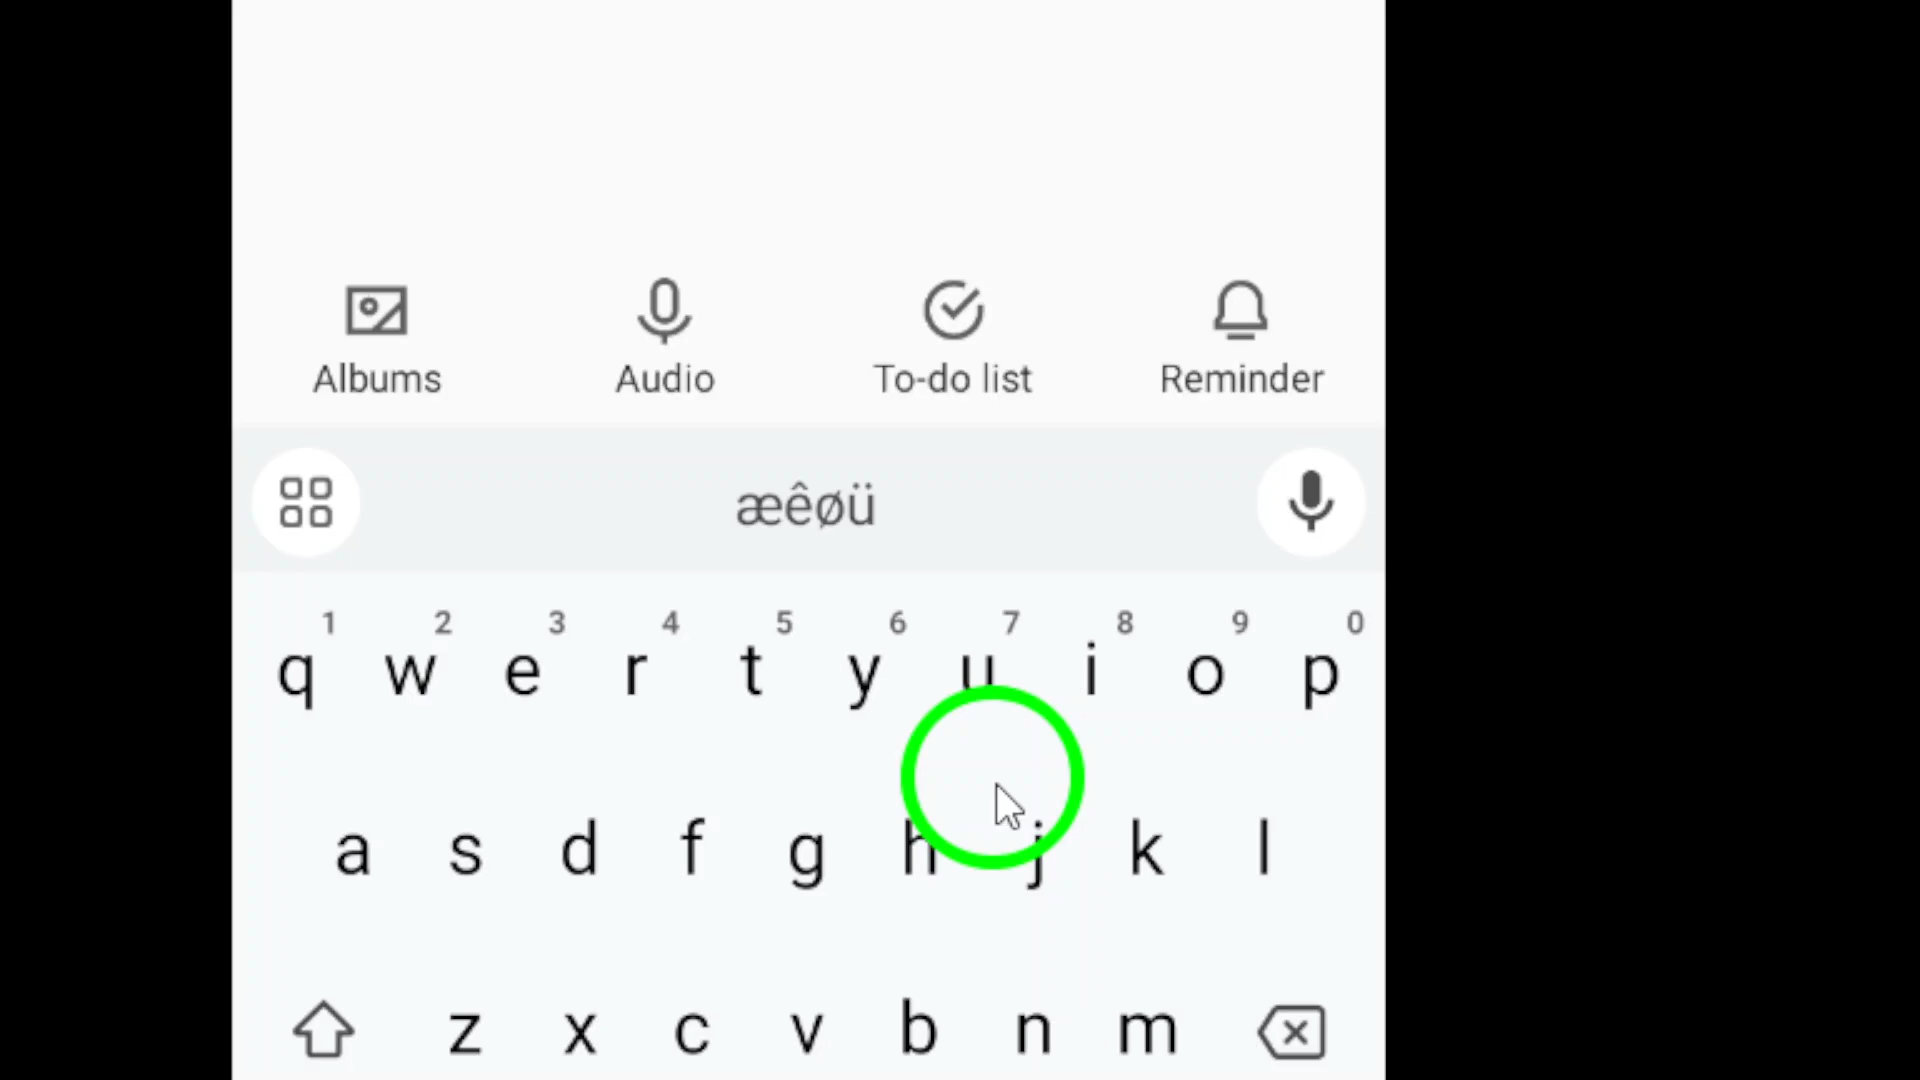 Albums Audio To-do list Reminder
æêøü
1 2 3 4 5 6 7 8 9 0
q w e r t y u i o p
a s d f g h j k l
z x c v b n m